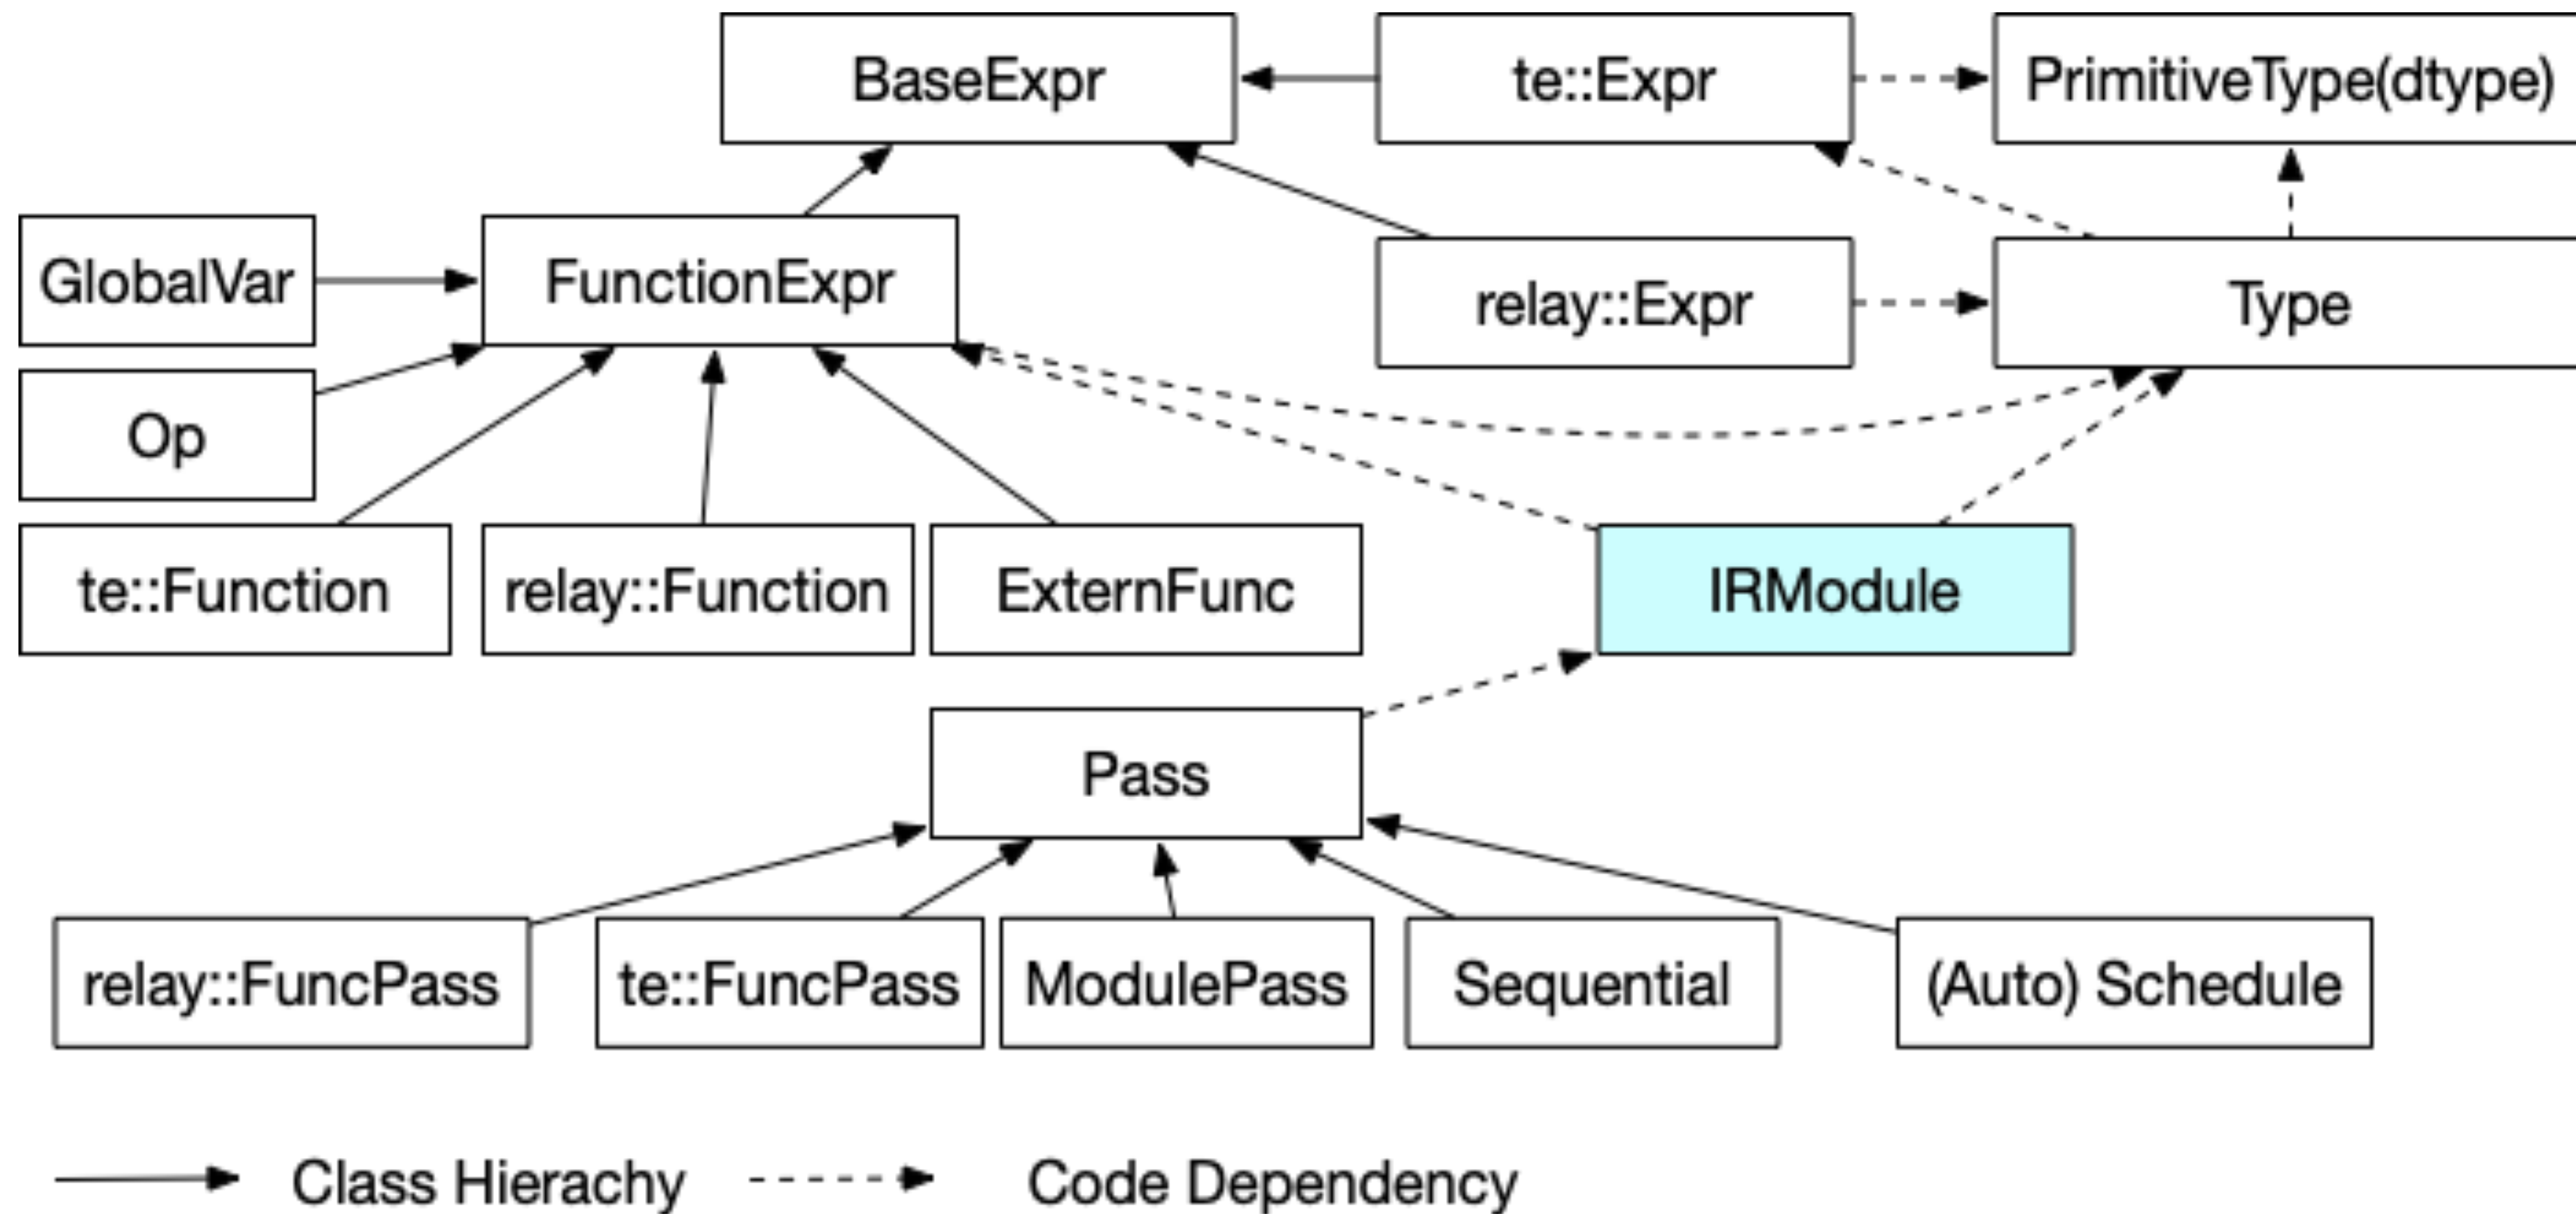 BaseExpr
te::Expr
PrimitiveType(dtype)
GlobalVar
FunctionExpr
relay::Expr
Type
Op
te::Function
relay::Function
ExternFunc
IRModule
Pass
relay::FuncPass
te::FuncPass
ModulePass
Sequential
(Auto) Schedule
Class Hierachy
Code Dependency